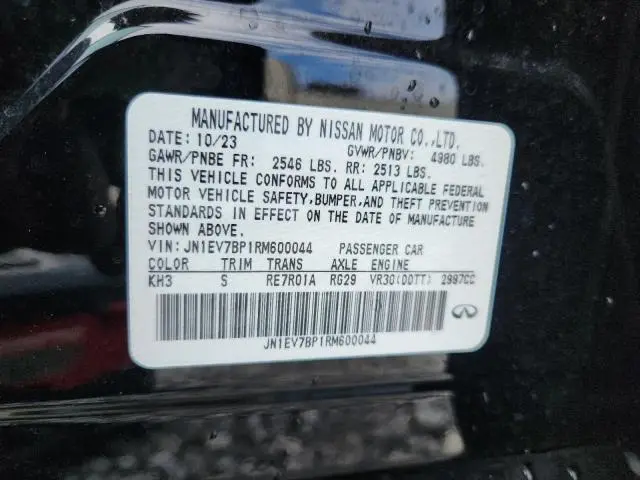 MANUFACTURED BY NISSAN MOTOR CO.,LTD.
DATE: 10/23 GVWR/PNBV: 4980 LBS.
GAWR/PNBE FR: 2546 LBS. RR: 2513 LBS.
THIS VEHICLE CONFORMS TO ALL APPLICABLE FEDERAL
MOTOR VEHICLE SAFETY,BUMPER,AND THEFT PREVENTION
STANDARDS IN EFFECT ON THE DATE OF MANUFACTURE
SHOWN ABOVE.
VIN: JN1EV7BP1RM600044 PASSENGER CAR
COLOR TRIM TRANS AXLE ENGINE
KH3 S RE7R01A RG29 VR30(DDTT) 2997CC
JN1EV7BP1RM600044